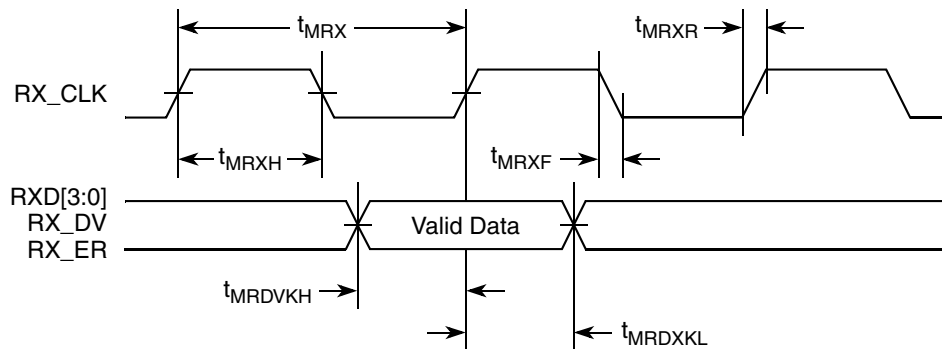 tMRX
tMRXR
RX_CLK
tMRXH
tMRXF
RXD[3:0]
RX_DV
RX_ER
Valid Data
tMRDVKH
tMRDXKL